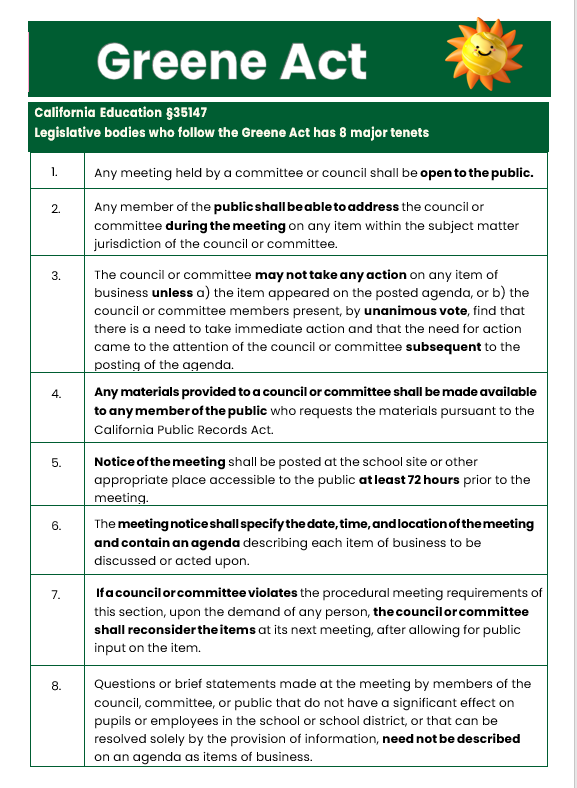 Greene Act
California Education §35147
Legislative bodies who follow the Greene Act has 8 major tenets
1.
Any meeting held by a committee or council shall be open to the public.
2.
Any member of the public shall be able to address the council or
committee during the meeting on any item within the subject matter
jurisdiction of the council or committee.
3.
The council or committee may not take any action on any item of
business unless a) the item appeared on the posted agenda, or b) the
council or committee members present, by unanimous vote, find that
there is a need to take immediate action and that the need for action
came to the attention of the council or committee subsequent to the
posting of the agenda.
4.
Any materials provided to a council or committee shall be made available
to any member of the public who requests the materials pursuant to the
California Public Records Act.
5.
Notice of the meeting shall be posted at the school site or other
appropriate place accessible to the public at least 72 hours prior to the
meeting.
6.
The meeting notice shall specify the date, time, and location of the meeting
and contain an agenda describing each item of business to be
discussed or acted upon.
7.
If a council or committee violates the procedural meeting requirements of
this section, upon the demand of any person, the council or committee
shall reconsider the items at its next meeting, after allowing for public
input on the item.
8.
Questions or brief statements made at the meeting by members of the
council, committee, or public that do not have a significant effect on
pupils or employees in the school or school district, or that can be
resolved solely by the provision of information, need not be described
on an agenda as items of business.